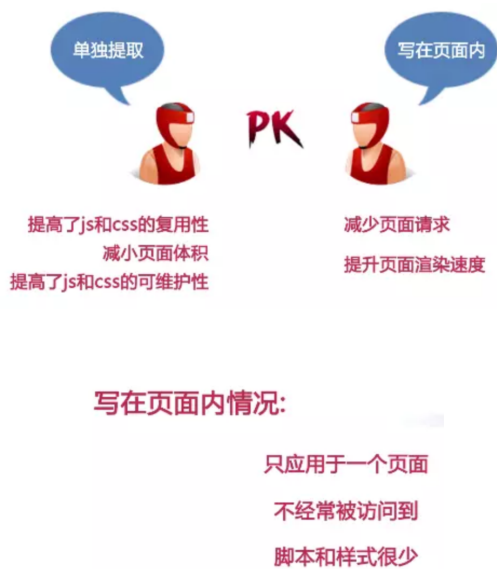 单独提取
写在页面内
PK
提高了js和css的复用性
减小页面体积
提高了js和css的可维护性
减少页面请求
提升页面渲染速度
写在页面内情况:
只应用于一个页面
不经常被访问到
脚本和样式很少